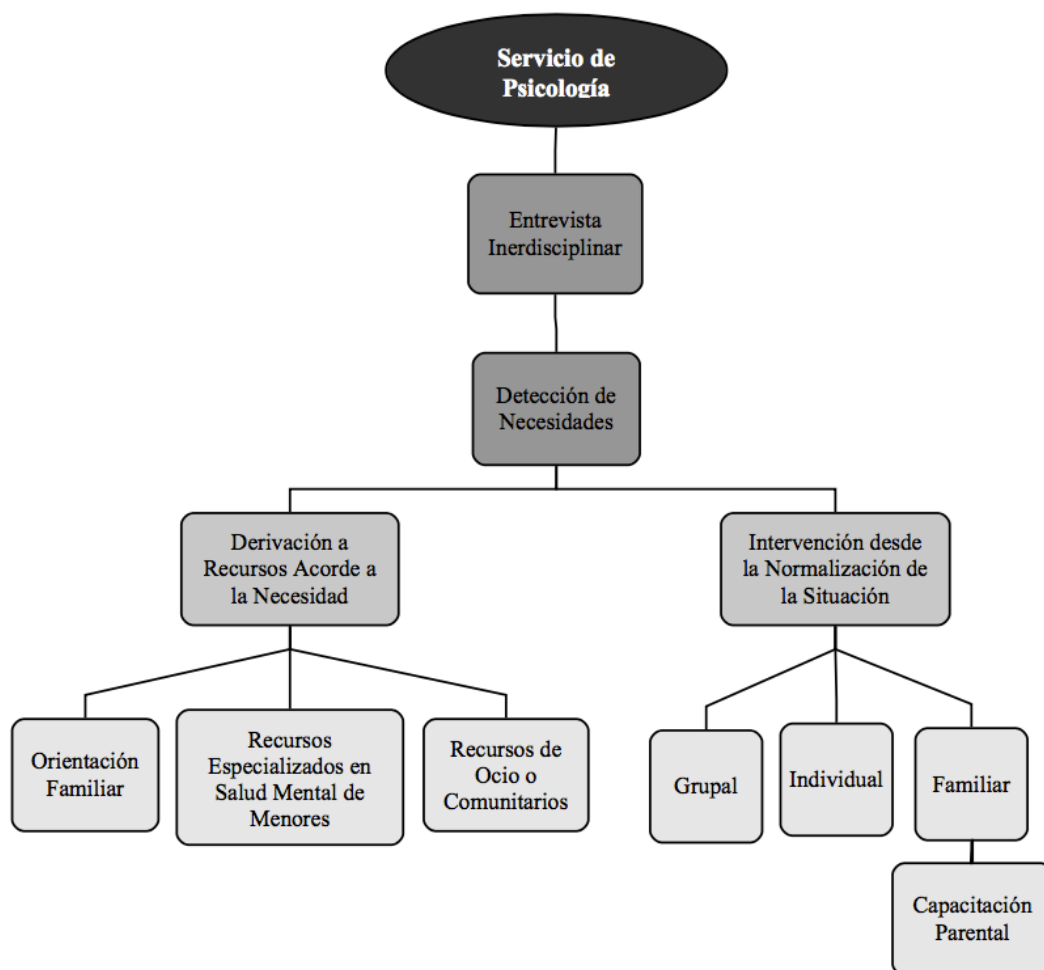 Servicio de
Psicología
Entrevista
Inerdisciplinar
Detección de
Necesidades
Derivación a
Recursos Acorde a
la Necesidad
Intervención desde
la Normalización de
la Situación
Orientación
Familiar
Recursos
Especializados en
Salud Mental de
Menores
Recursos de
Ocio o
Comunitarios
Grupal
Individual
Familiar
Capacitación
Parental